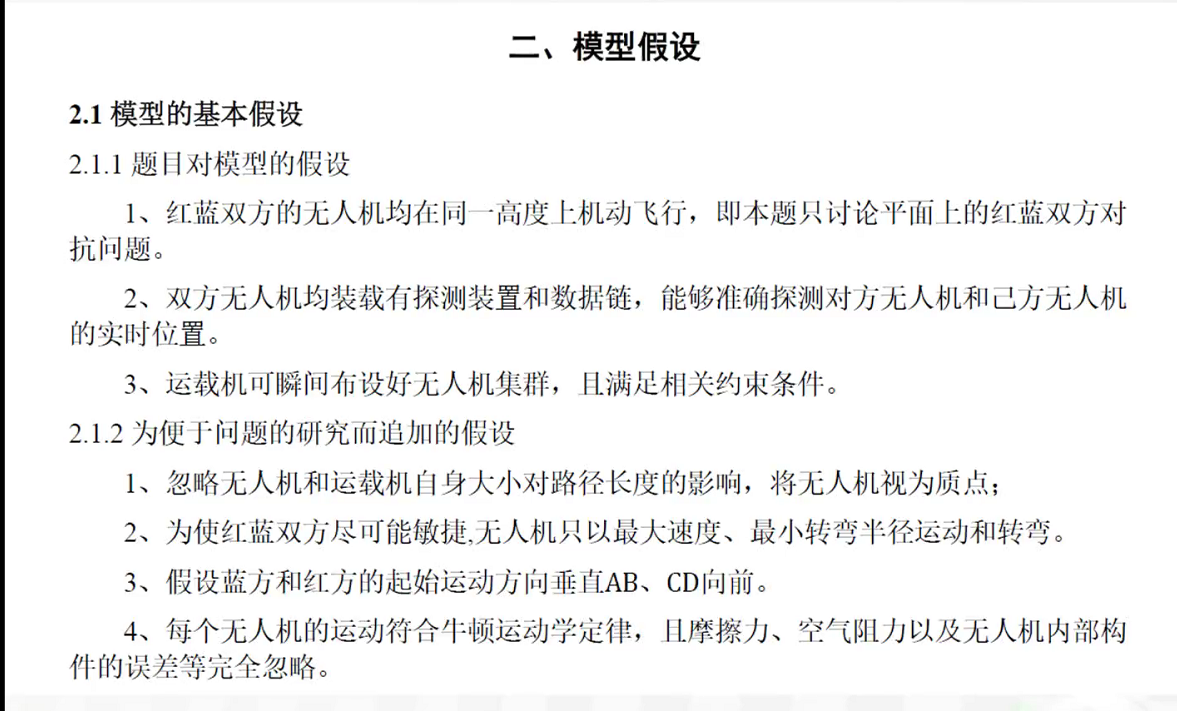 二、模型假设
2.1 模型的基本假设
2.1.1 题目对模型的假设
1、红蓝双方的无人机均在同一高度上机动飞行，即本题只讨论平面上的红蓝双方对
抗问题。
2、双方无人机均装载有探测装置和数据链，能够准确探测对方无人机和己方无人机
的实时位置。
3、运载机可瞬间布设好无人机集群，且满足相关约束条件。
2.1.2 为便于问题的研究而追加的假设
1、忽略无人机和运载机自身大小对路径长度的影响，将无人机视为质点；
2、为使红蓝双方尽可能敏捷,无人机只以最大速度、最小转弯半径运动和转弯。
3、假设蓝方和红方的起始运动方向垂直AB、CD向前。
4、每个无人机的运动符合牛顿运动学定律，且摩擦力、空气阻力以及无人机内部构
件的误差等完全忽略。